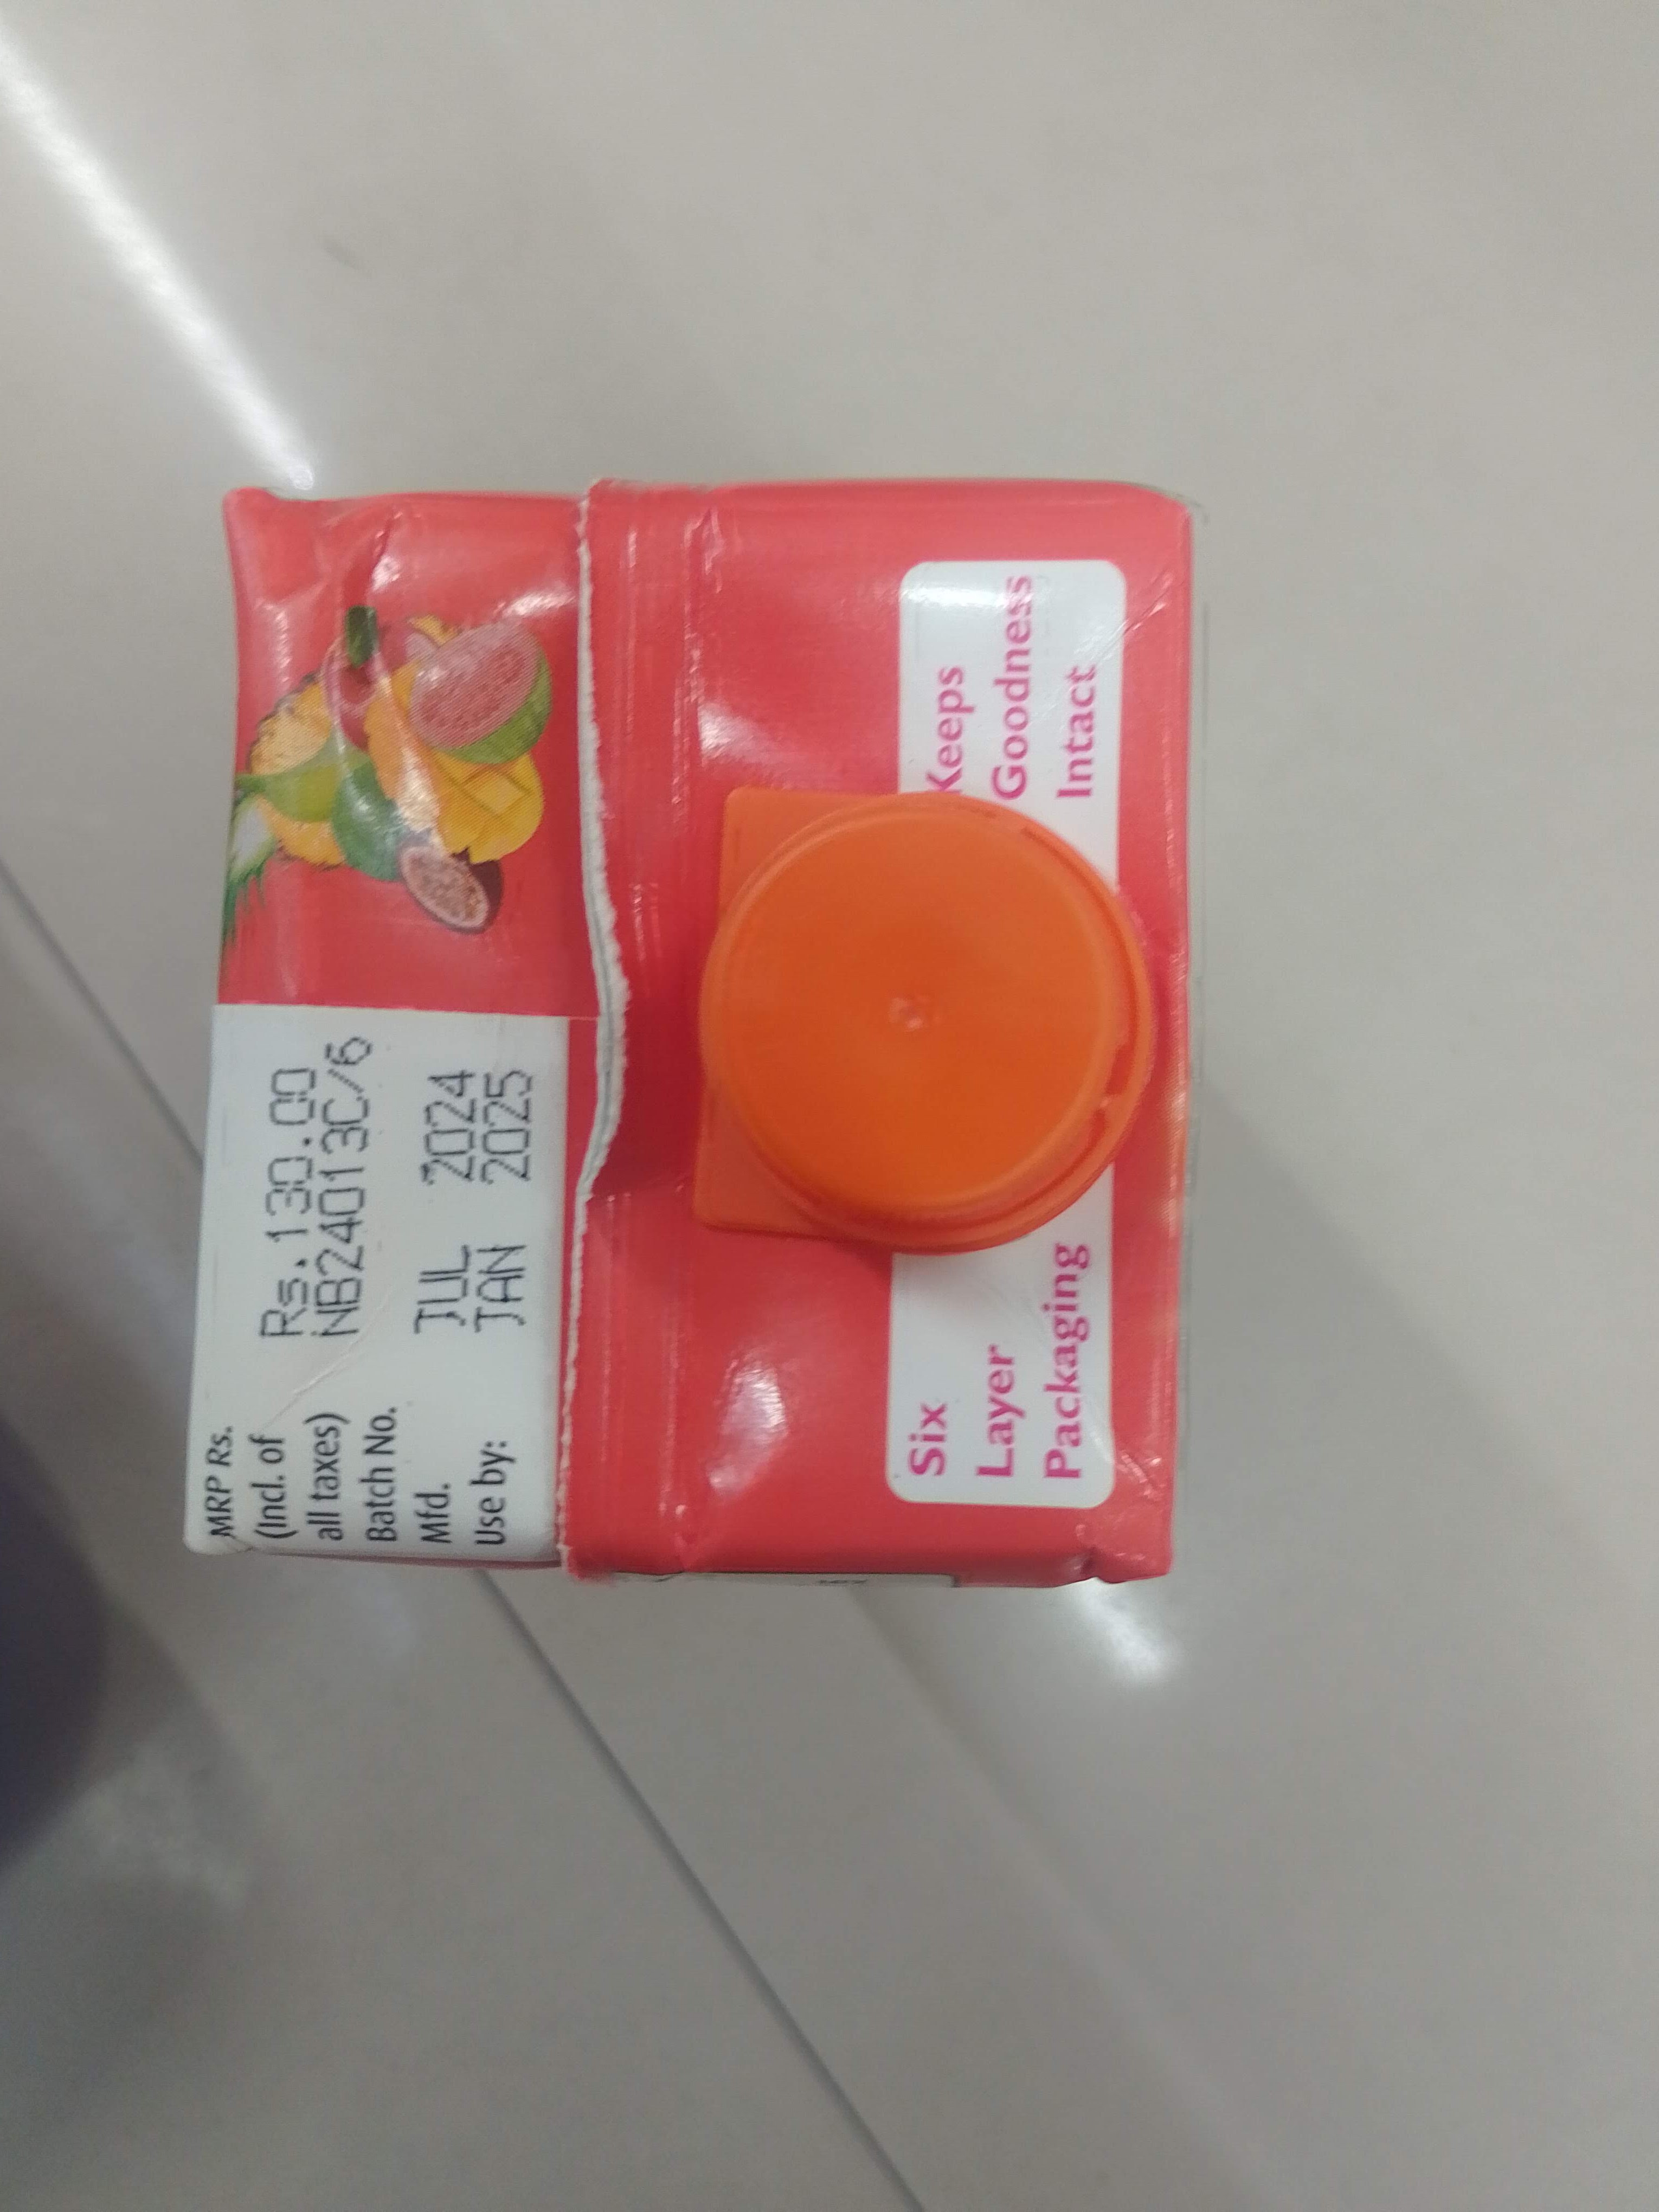 MRP Rs.
(Incl. of Rs.130.00
all taxes) NB24013C/6
Batch No.
Mfd. JUL 2024
Use by: JAN 2025
Six Keeps
Layer Goodness
Packaging Intact